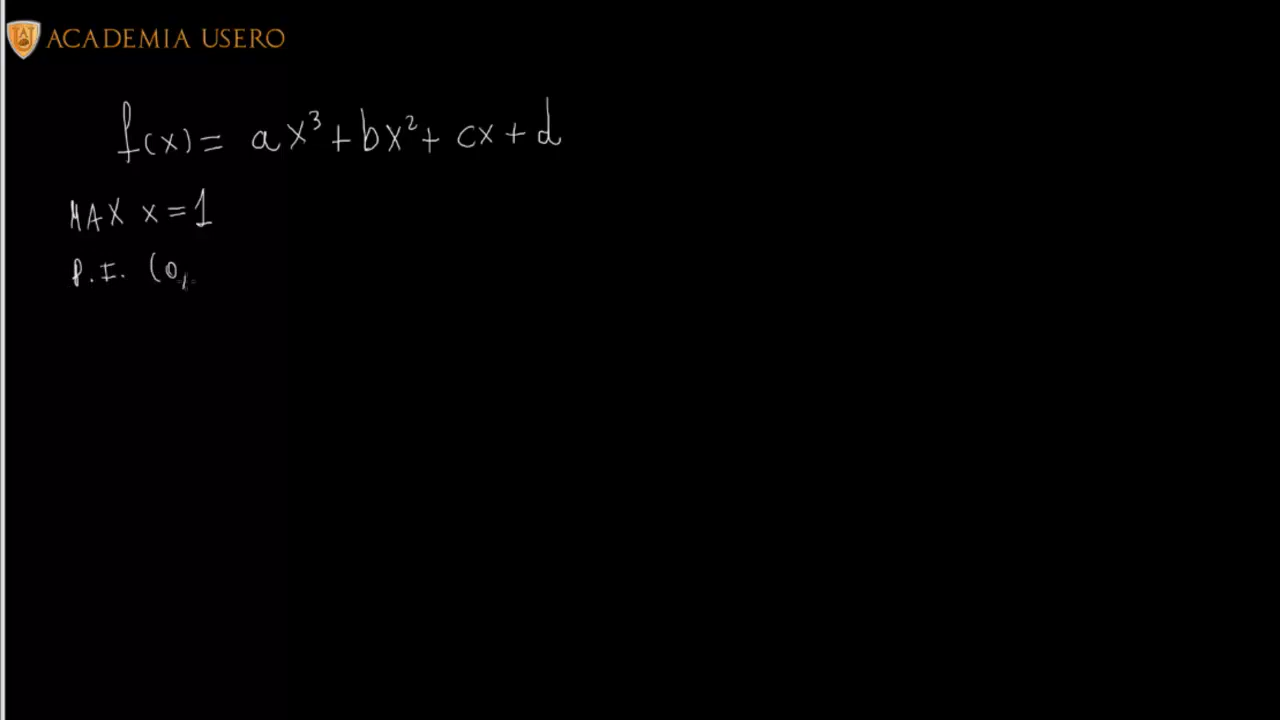 ACADEMIA USERO
f(x) = ax³ + bx² + cx + d
MAX x = 1
P.I. (0,